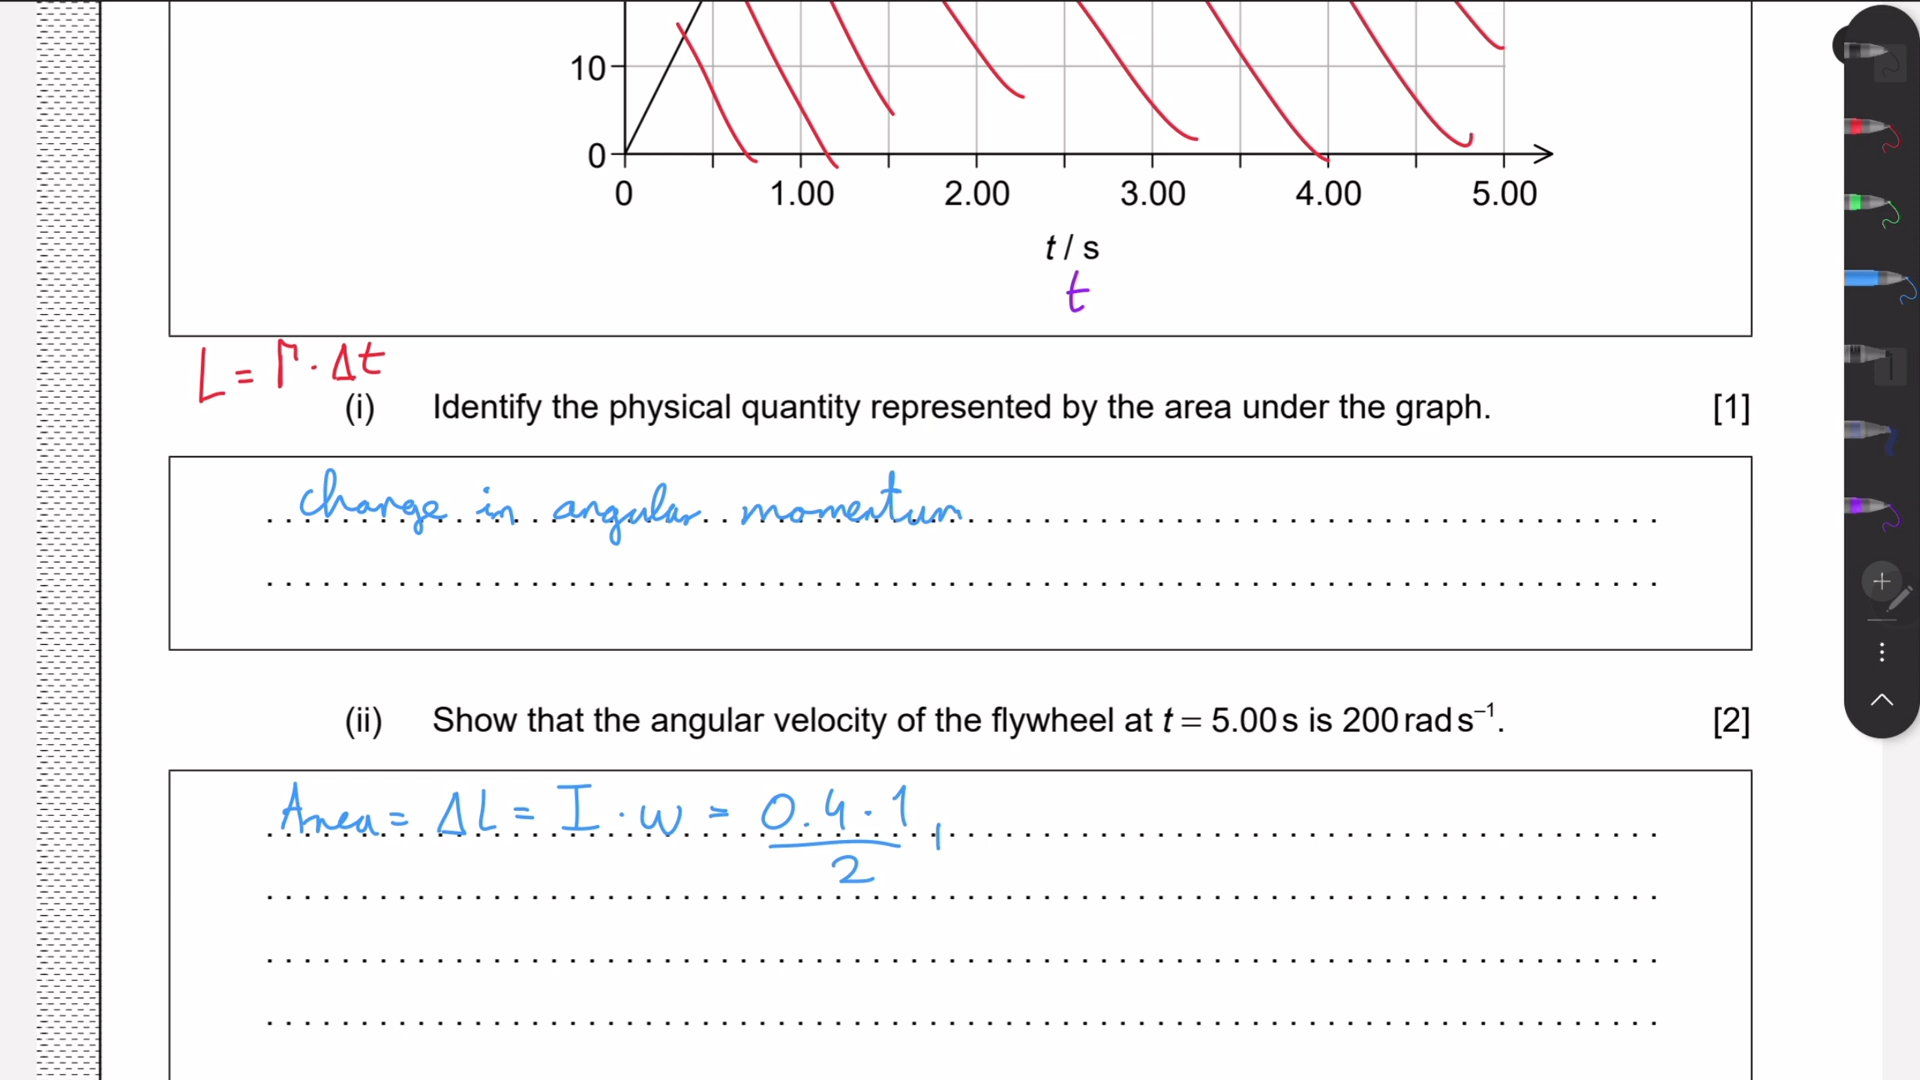 10
0
0 1.00 2.00 3.00 4.00 5.00
t / s
t
L = Γ · Δt
(i) Identify the physical quantity represented by the area under the graph. [1]
change in angular momentum
(ii) Show that the angular velocity of the flywheel at t = 5.00 s is 200 rad s⁻¹. [2]
Area = ΔL = I · w = 0.4 · 1
2